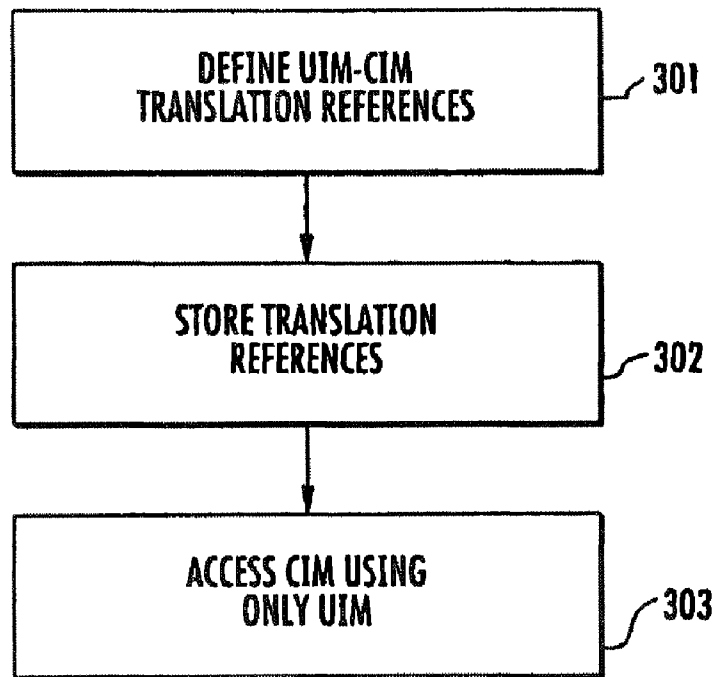 DEFINE UIM-CIM
TRANSLATION REFERENCES
301
STORE TRANSLATION
REFERENCES
302
ACCESS CIM USING
ONLY UIM
303